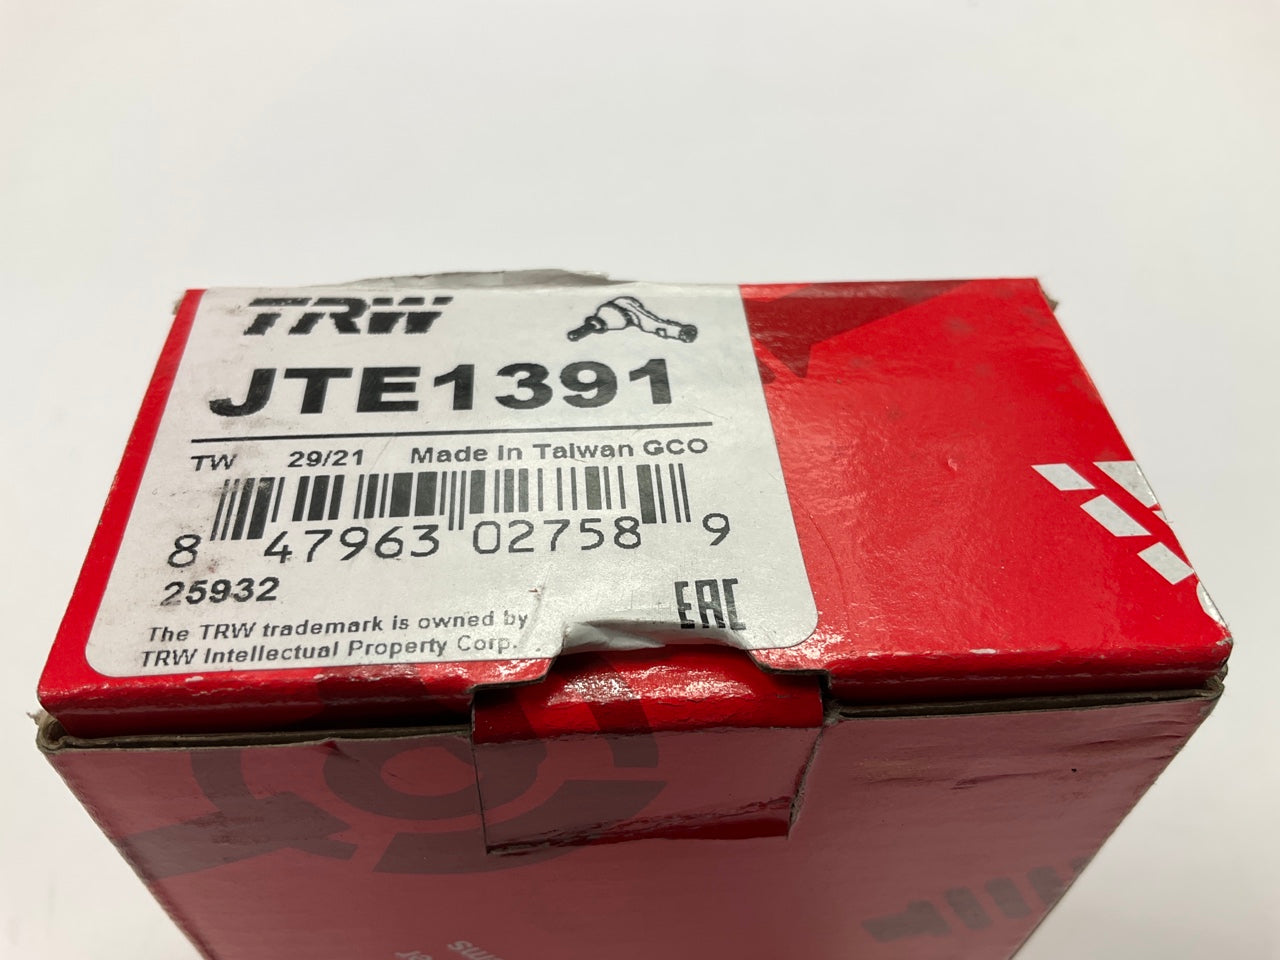 TRW
JTE1391
TW 29/21 Made in Taiwan GCO
8 47963 02758 9
25932
EAC
The TRW trademark is owned by
TRW Intellectual Property Corp.